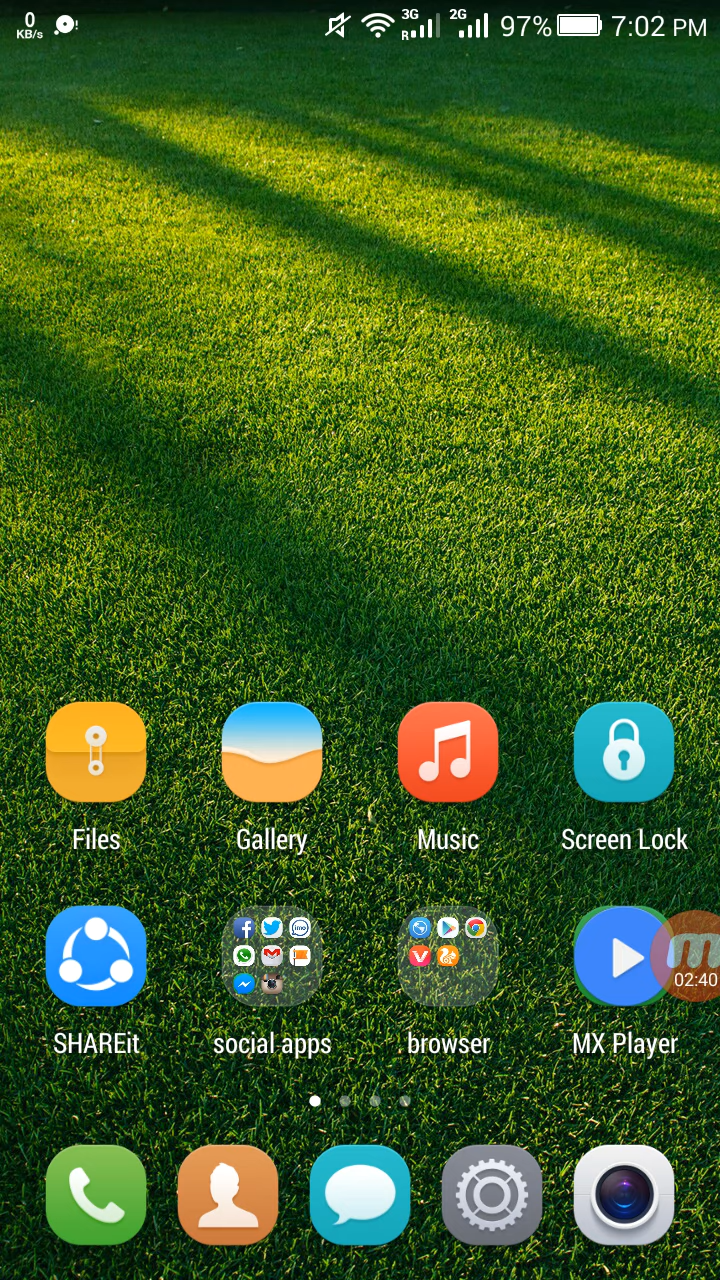 0
KB/s
3G
R
2G
97%
7:02 PM
Files
Gallery
Music
Screen Lock
imo
02:40
SHAREit
social apps
browser
MX Player